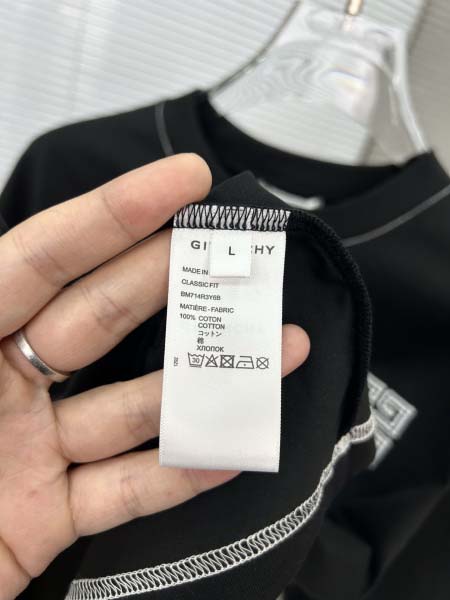 GI CHY
L
MADE IN
CLASSIC FIT
BM714R3Y6B
MATIÈRE - FABRIC
100% COTON
COTTON
コットン
棉
ХЛОПОК
30